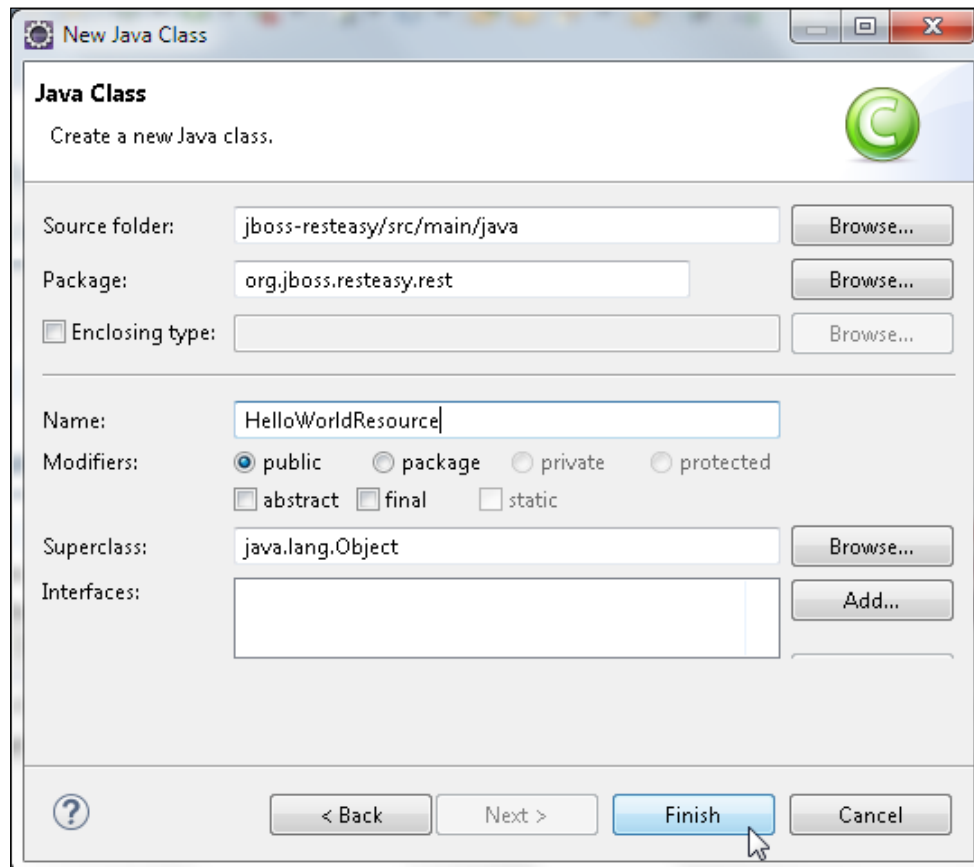 New Java Class
Java Class
Create a new Java class.
C
Source folder: jboss-resteasy/src/main/java Browse...
Package: org.jboss.resteasy.rest Browse...
Enclosing type: Browse...
Name: HelloWorldResource
Modifiers: public package private protected
abstract final static
Superclass: java.lang.Object Browse...
Interfaces: Add...
? < Back Next > Finish Cancel